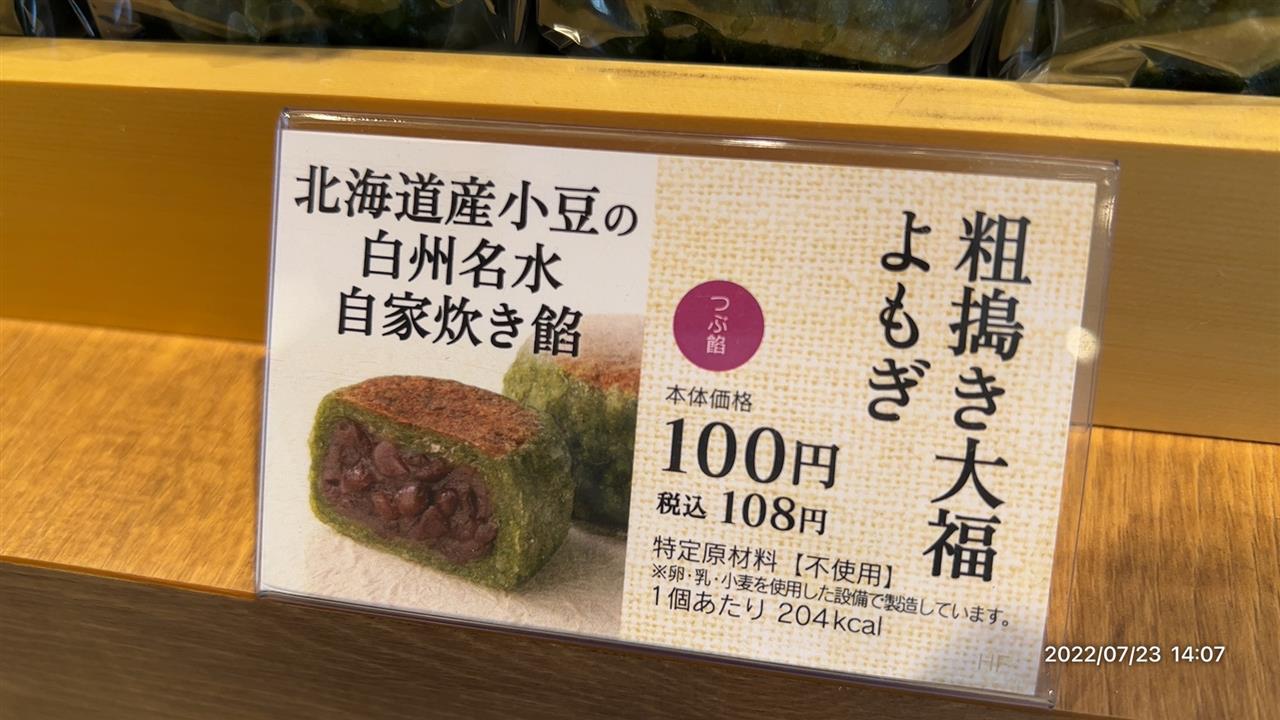 北海道産小豆の
白州名水
自家炊き餡
粗搗き大福
よもぎ
つぶ餡
本体価格
100円
税込 108円
特定原材料【不使用】
※卵・乳・小麦を使用した設備で製造しています。
1個あたり 204kcal
HF
2022/07/23 14:07